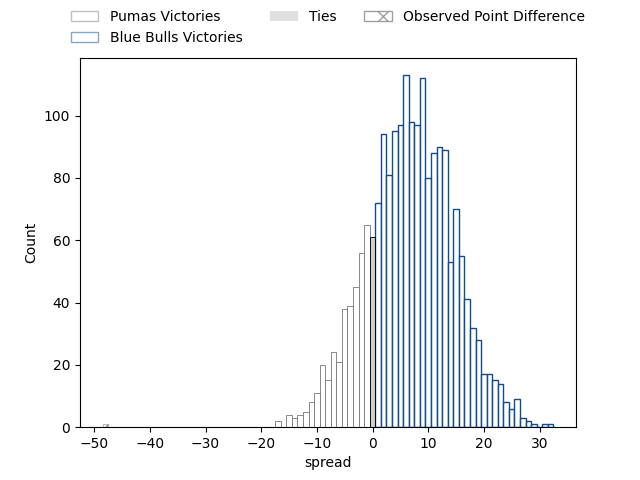 Pumas Victories
Ties
Observed Point Difference
Blue Bulls Victories
100
80
60
40
20
0
Count
−50
−40
−30
−20
−10
0
10
20
30
spread